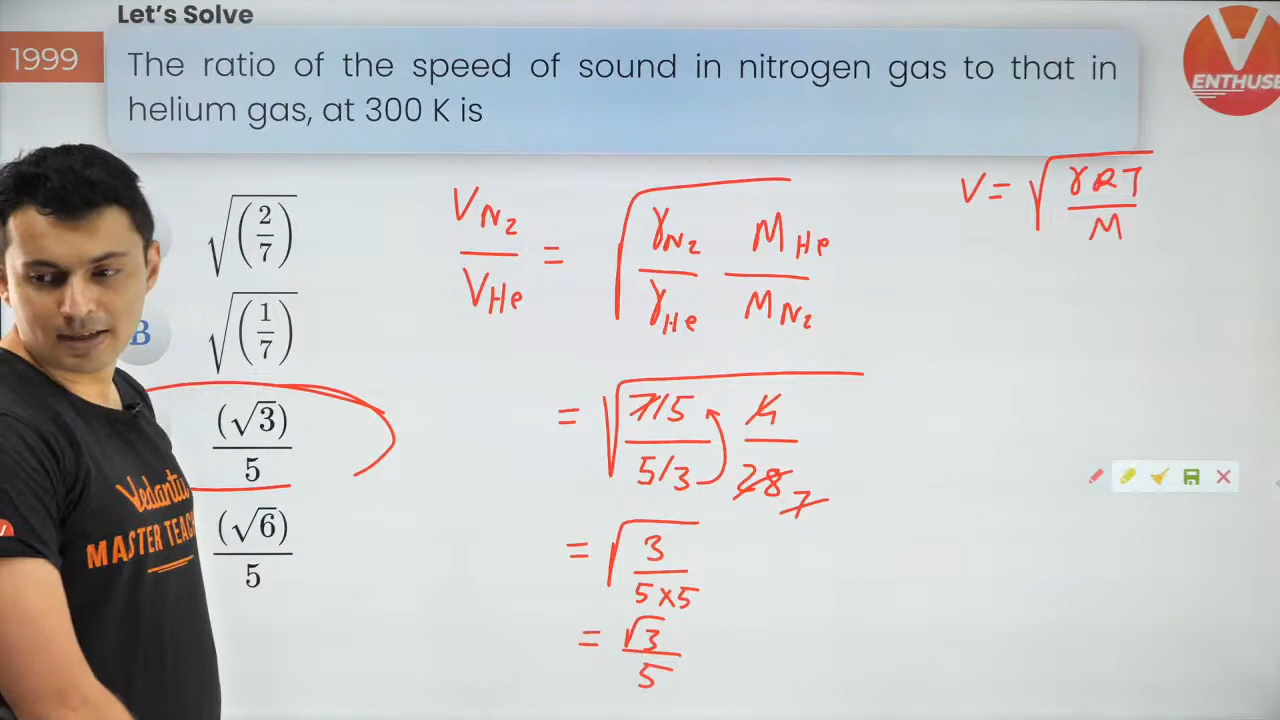 Let's Solve
1999
The ratio of the speed of sound in nitrogen gas to that in
helium gas, at 300 K is
V
ENTHUSE
√(2/7)
B √(1/7)
(√3)/5
(√6)/5
V = √(γRT/M)
V_N₂/V_He = √(γ_N₂/γ_He M_He/M_N₂)
= √((7/5)/(5/3) 4/28 7)
= √(3/(5×5))
= √3/5
Vedantu
MASTER TEAC